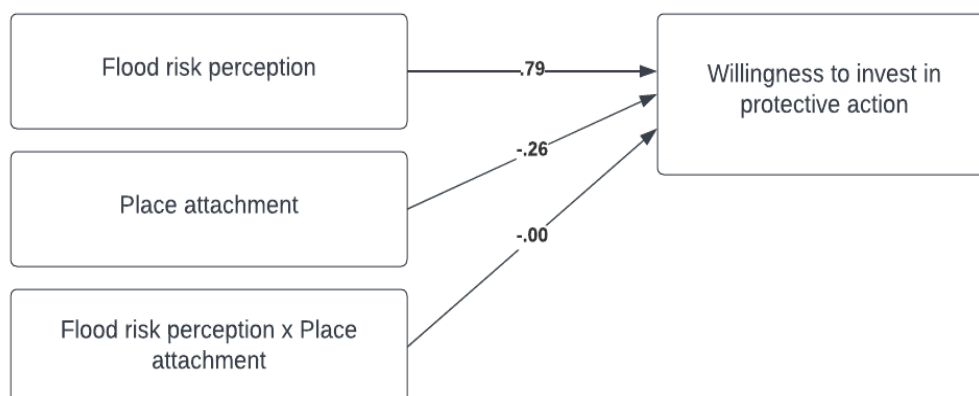 Flood risk perception
.79
Willingness to invest in
protective action
-.26
Place attachment
-.00
Flood risk perception x Place
attachment